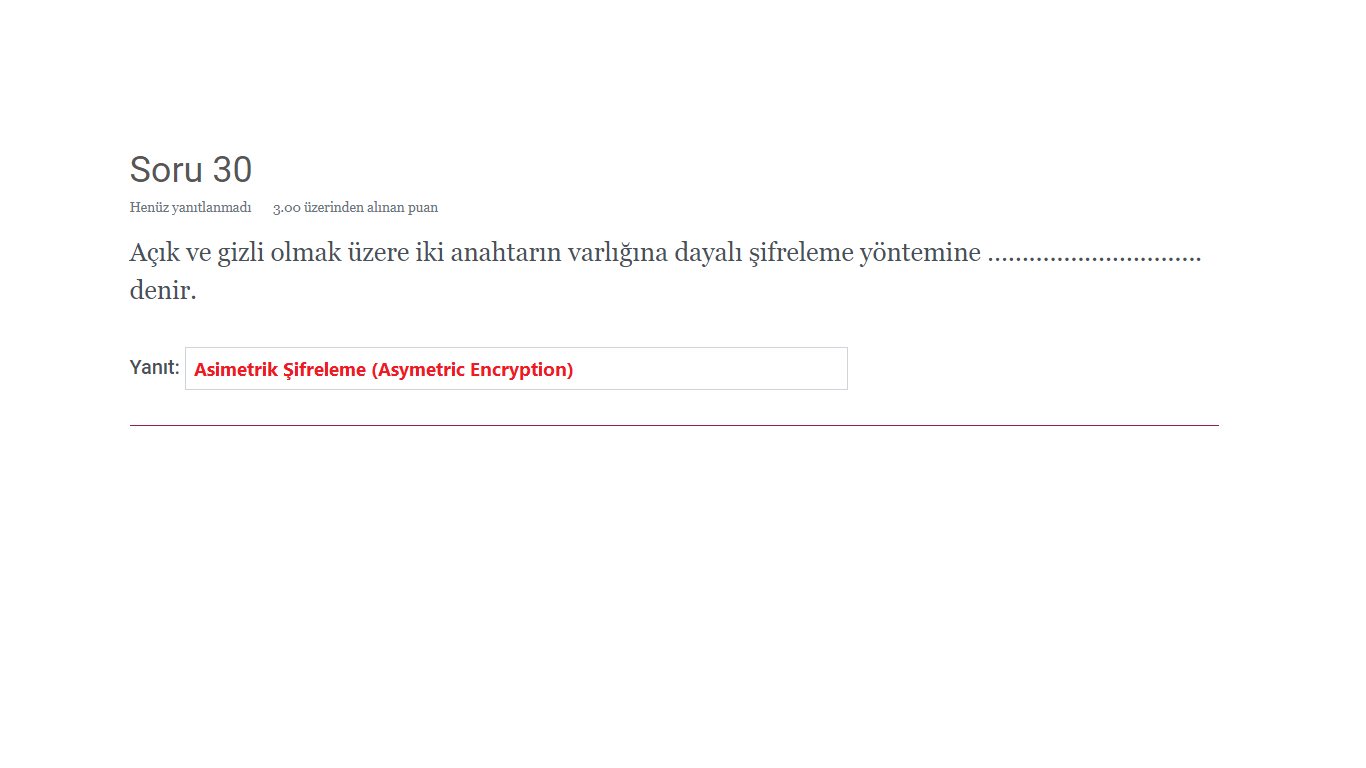 Soru 30
Henüz yanıtlanmadı 3.00 üzerinden alınan puan
Açık ve gizli olmak üzere iki anahtarın varlığına dayalı şifreleme yöntemine ...............................
denir.
Yanıt: Asimetrik Şifreleme (Asymetric Encryption)